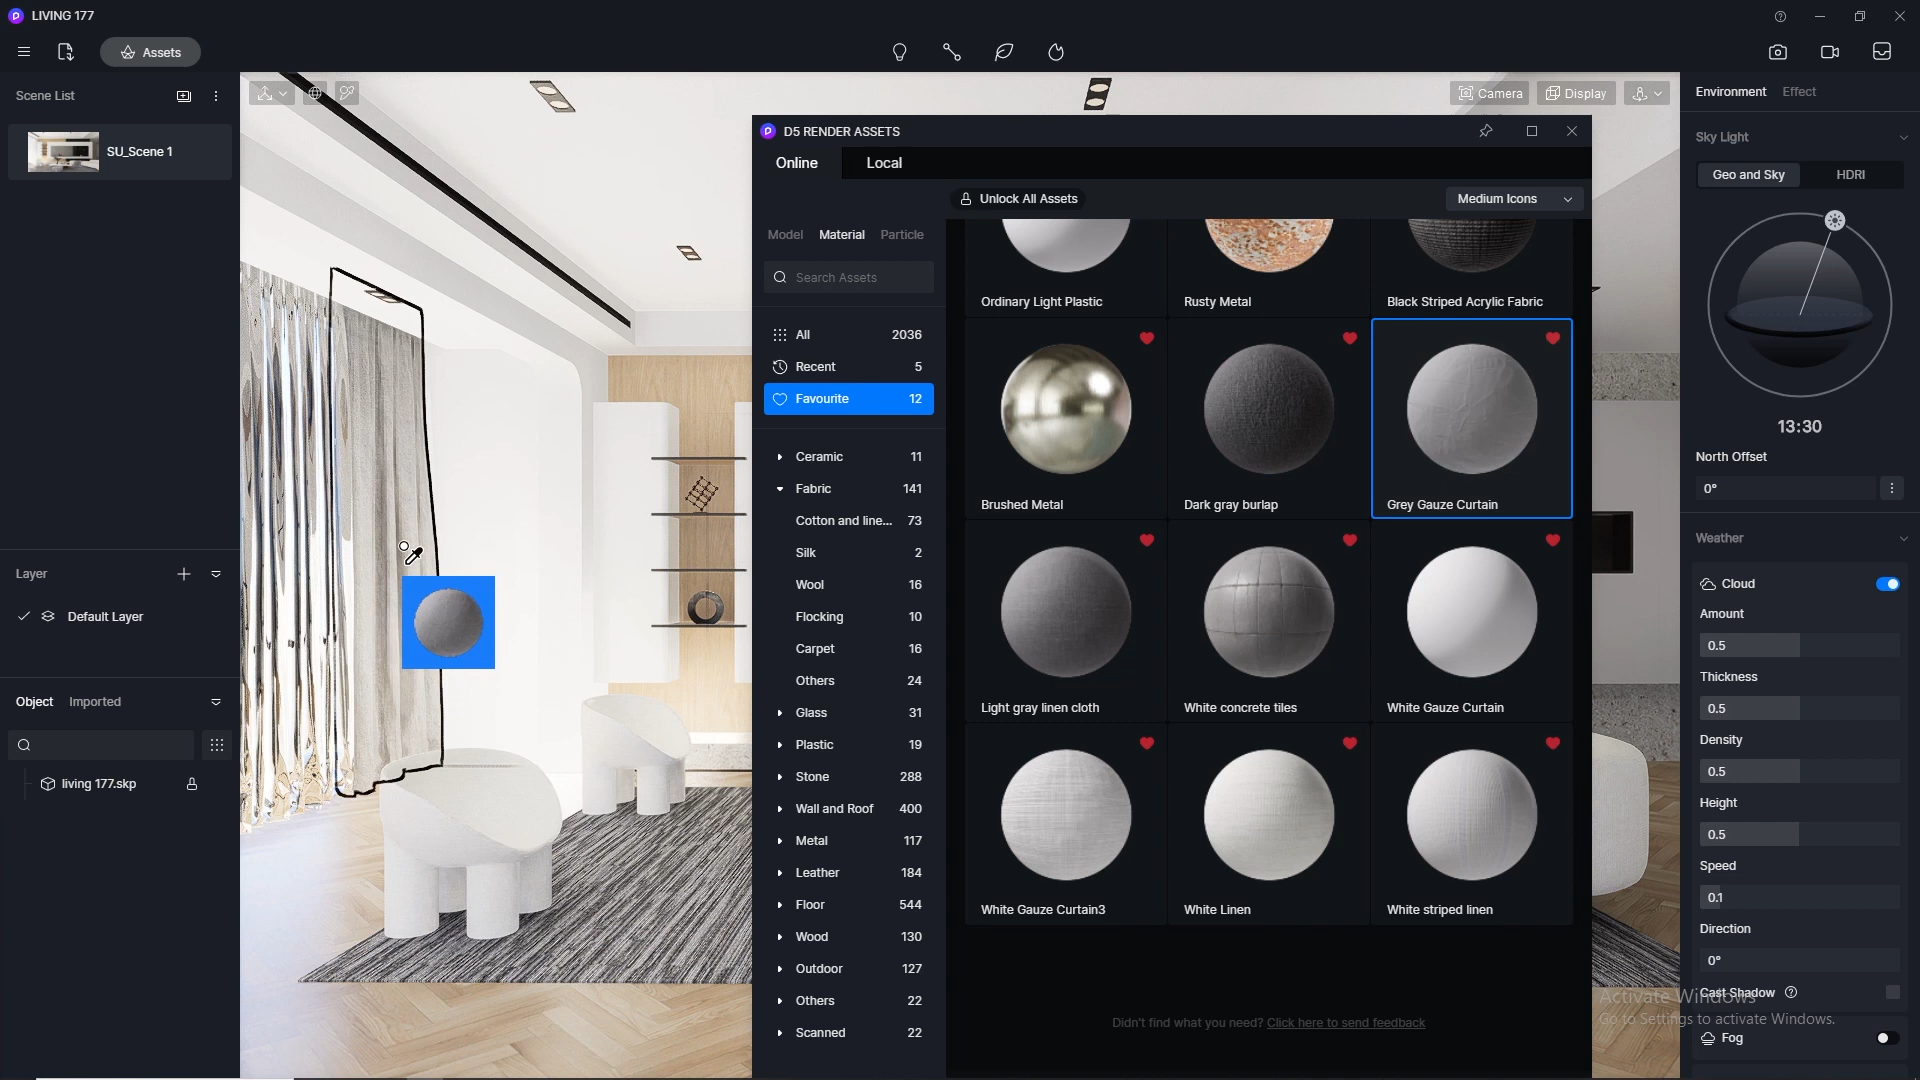 LIVING 177
Assets
Scene List
SU_Scene 1
Layer
Default Layer
Object
Imported
living 177.skp
Camera
Display
D5 RENDER ASSETS
Online
Local
Unlock All Assets
Medium Icons
Model
Material
Particle
Search Assets
All 2036
Recent 5
Favourite 12
Ceramic 11
Fabric 141
Cotton and line... 73
Silk 2
Wool 16
Flocking 10
Carpet 16
Others 24
Glass 31
Plastic 19
Stone 288
Wall and Roof 400
Metal 117
Leather 184
Floor 544
Wood 130
Outdoor 127
Others 22
Scanned 22
Ordinary Light Plastic
Rusty Metal
Black Striped Acrylic Fabric
Brushed Metal
Dark gray burlap
Grey Gauze Curtain
Light gray linen cloth
White concrete tiles
White Gauze Curtain
White Gauze Curtain3
White Linen
White striped linen
Didn't find what you need? Click here to send feedback
Environment
Effect
Sky Light
Geo and Sky
HDRI
13:30
North Offset
0°
Weather
Cloud
Amount
0.5
Thickness
0.5
Density
0.5
Height
0.5
Speed
0.1
Direction
0°
Cast Shadow
Activate Windows
Go to Settings to activate Windows.
Fog